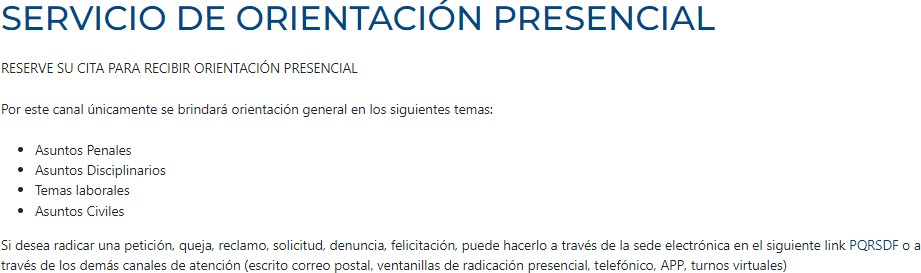 SERVICIO DE ORIENTACIÓN PRESENCIAL
RESERVE SU CITA PARA RECIBIR ORIENTACIÓN PRESENCIAL
Por este canal únicamente se brindará orientación general en los siguientes temas:
• Asuntos Penales
• Asuntos Disciplinarios
• Temas laborales
• Asuntos Civiles
Si desea radicar una petición, queja, reclamo, solicitud, denuncia, felicitación, puede hacerlo a través de la sede electrónica en el siguiente link PQRSDF o a
través de los demás canales de atención (escrito correo postal, ventanillas de radicación presencial, telefónico, APP, turnos virtuales)